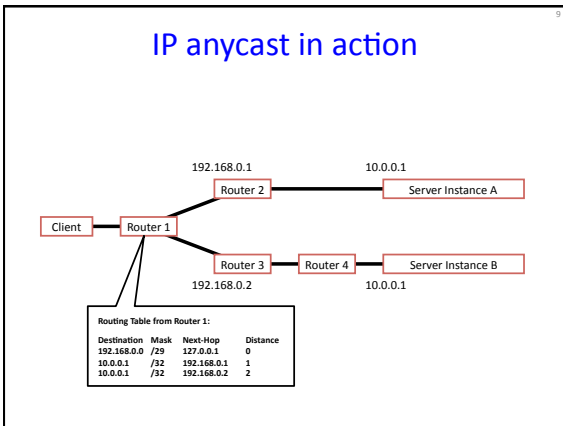 9
IP anycast in action
192.168.0.1 10.0.0.1
Router 2 Server Instance A
Client Router 1
Router 3 Router 4 Server Instance B
192.168.0.2 10.0.0.1
Routing Table from Router 1:
Destination Mask Next-Hop Distance
192.168.0.0 /29 127.0.0.1 0
10.0.0.1 /32 192.168.0.1 1
10.0.0.1 /32 192.168.0.2 2